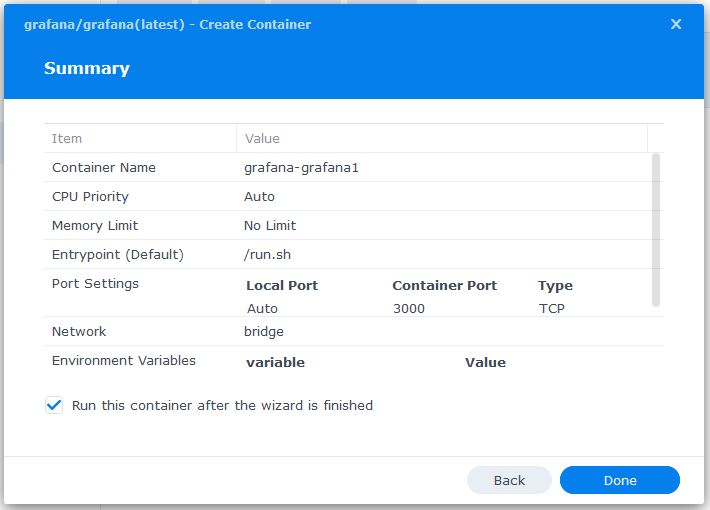 grafana/grafana(latest) - Create Container
Summary
Item Value
Container Name grafana-grafana1
CPU Priority Auto
Memory Limit No Limit
Entrypoint (Default) /run.sh
Port Settings Local Port Container Port Type
Auto 3000 TCP
Network bridge
Environment Variables variable Value
Run this container after the wizard is finished
Back Done